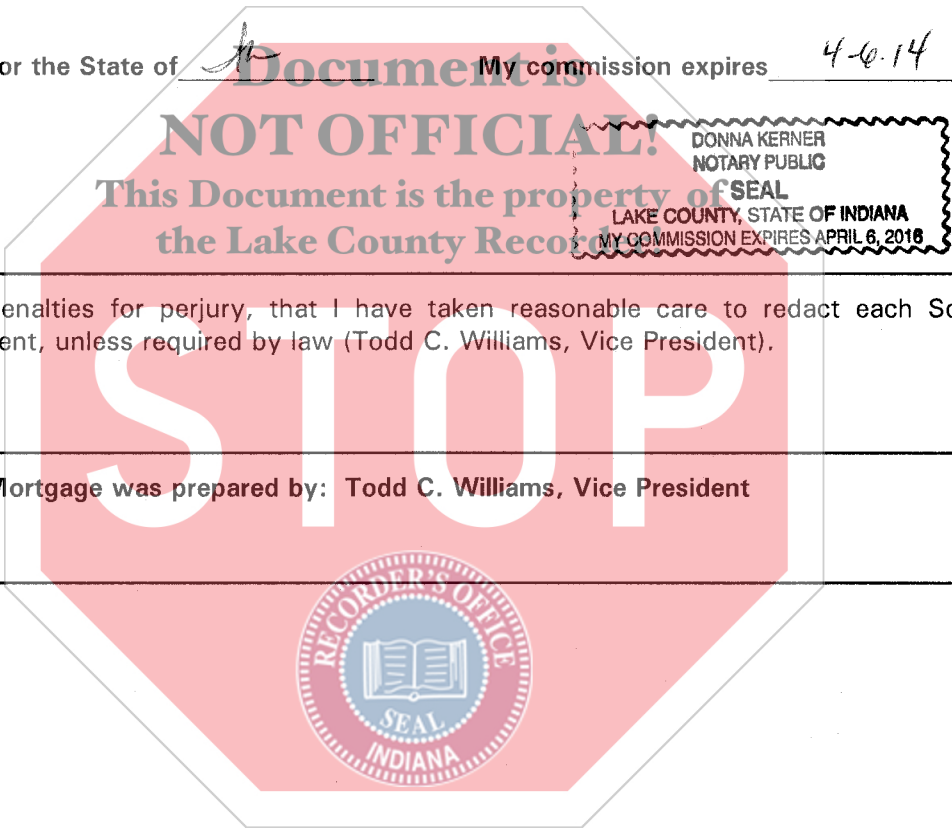 or the State of In My commission expires 4-6-14
Document is
NOT OFFICIAL!
This Document is the property of
the Lake County Recorder!
DONNA KERNER
NOTARY PUBLIC
SEAL
LAKE COUNTY, STATE OF INDIANA
MY COMMISSION EXPIRES APRIL 6, 2016
enalties for perjury, that I have taken reasonable care to redact each So
ent, unless required by law (Todd C. Williams, Vice President).
STOP
Mortgage was prepared by: Todd C. Williams, Vice President
RECORDER'S OFFICE
SEAL
INDIANA